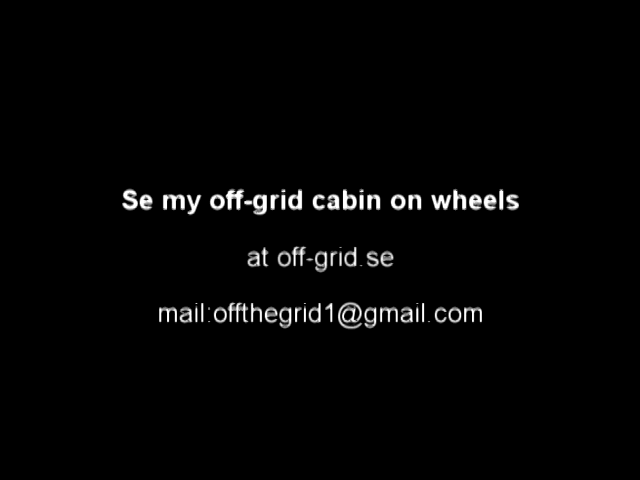 Se my off-grid cabin on wheels
at off-grid.se
mail:offthegrid1@gmail.com